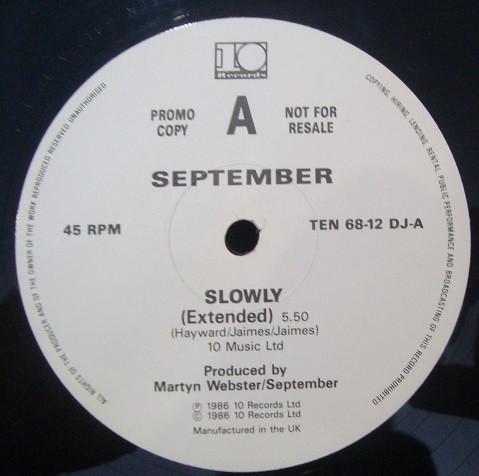 10
Records
PROMO
COPY
A
NOT FOR
RESALE
SEPTEMBER
45 RPM
TEN 68-12 DJ-A
SLOWLY
(Extended) 5.50
(Hayward/Jaimes/Jaimes)
10 Music Ltd
Produced by
Martyn Webster/September
Ⓟ 1986 10 Records Ltd
© 1986 10 Records Ltd
Manufactured in the UK
ALL RIGHTS OF THE PRODUCER AND OF THE OWNER OF THE WORK REPRODUCED RESERVED UNAUTHORISED
COPYING, HIRING, LENDING, RENTAL, PUBLIC PERFORMANCE AND BROADCASTING OF THIS RECORD PROHIBITED